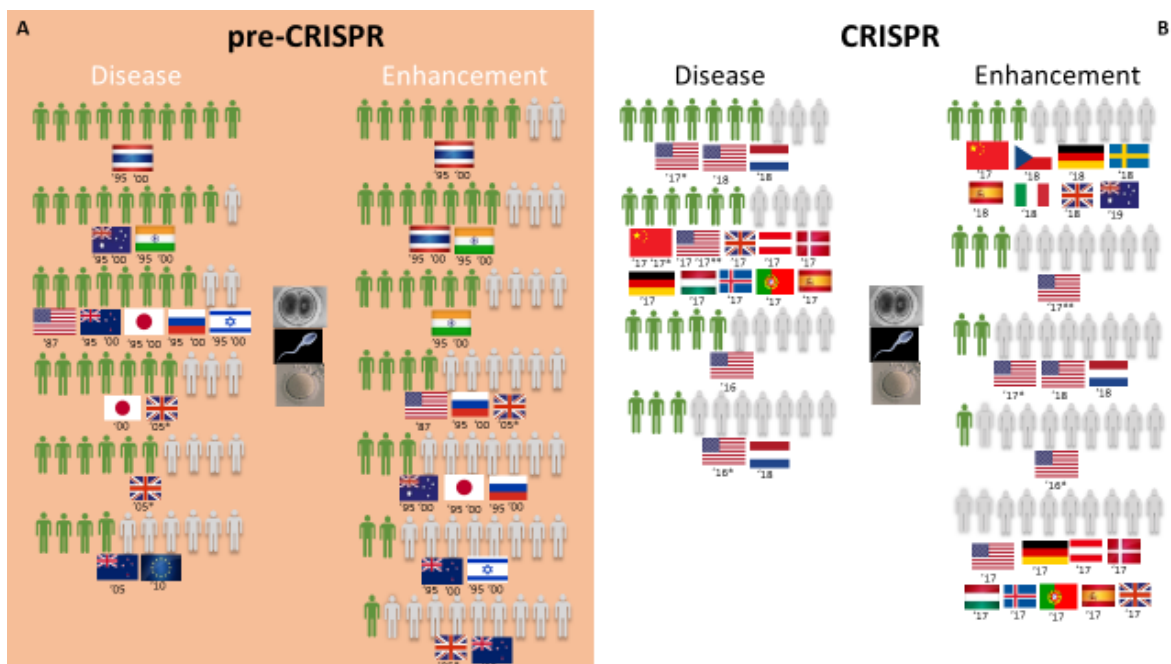 A
pre-CRISPR
Disease
Enhancement
'95 '00
'95 '00 '95 '00
'87 '95 '00 '95 '00 '95 '00 '95 '00
'00 '05*
'05*
'05 '10
'95 '00
'95 '00 '95 '00
'95 '00
'87 '95 '00 '05*
'95 '00 '95 '00 '95 '00
'95 '00 '95 '00
CRISPR
B
Disease
Enhancement
'17* '18 '18
'17 '17* '17 '17** '17 '17 '17
'17 '17 '17 '17 '17
'16
'16* '18
'17 '18 '18 '18
'18 '18 '18 '19
'17**
'17* '18 '18
'16*
'17 '17 '17 '17
'17 '17 '17 '17 '17